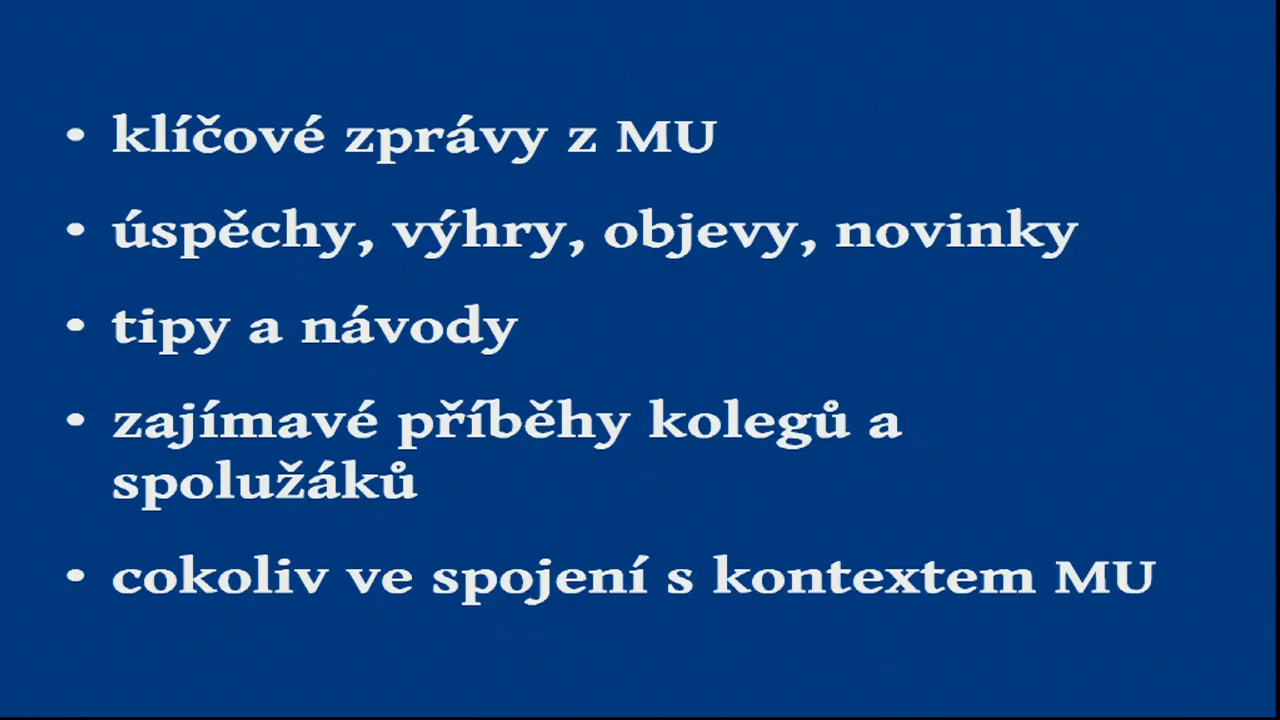 • klíčové zprávy z MU
• úspěchy, výhry, objevy, novinky
• tipy a návody
• zajímavé příběhy kolegů a
spolužáků
• cokoliv ve spojení s kontextem MU